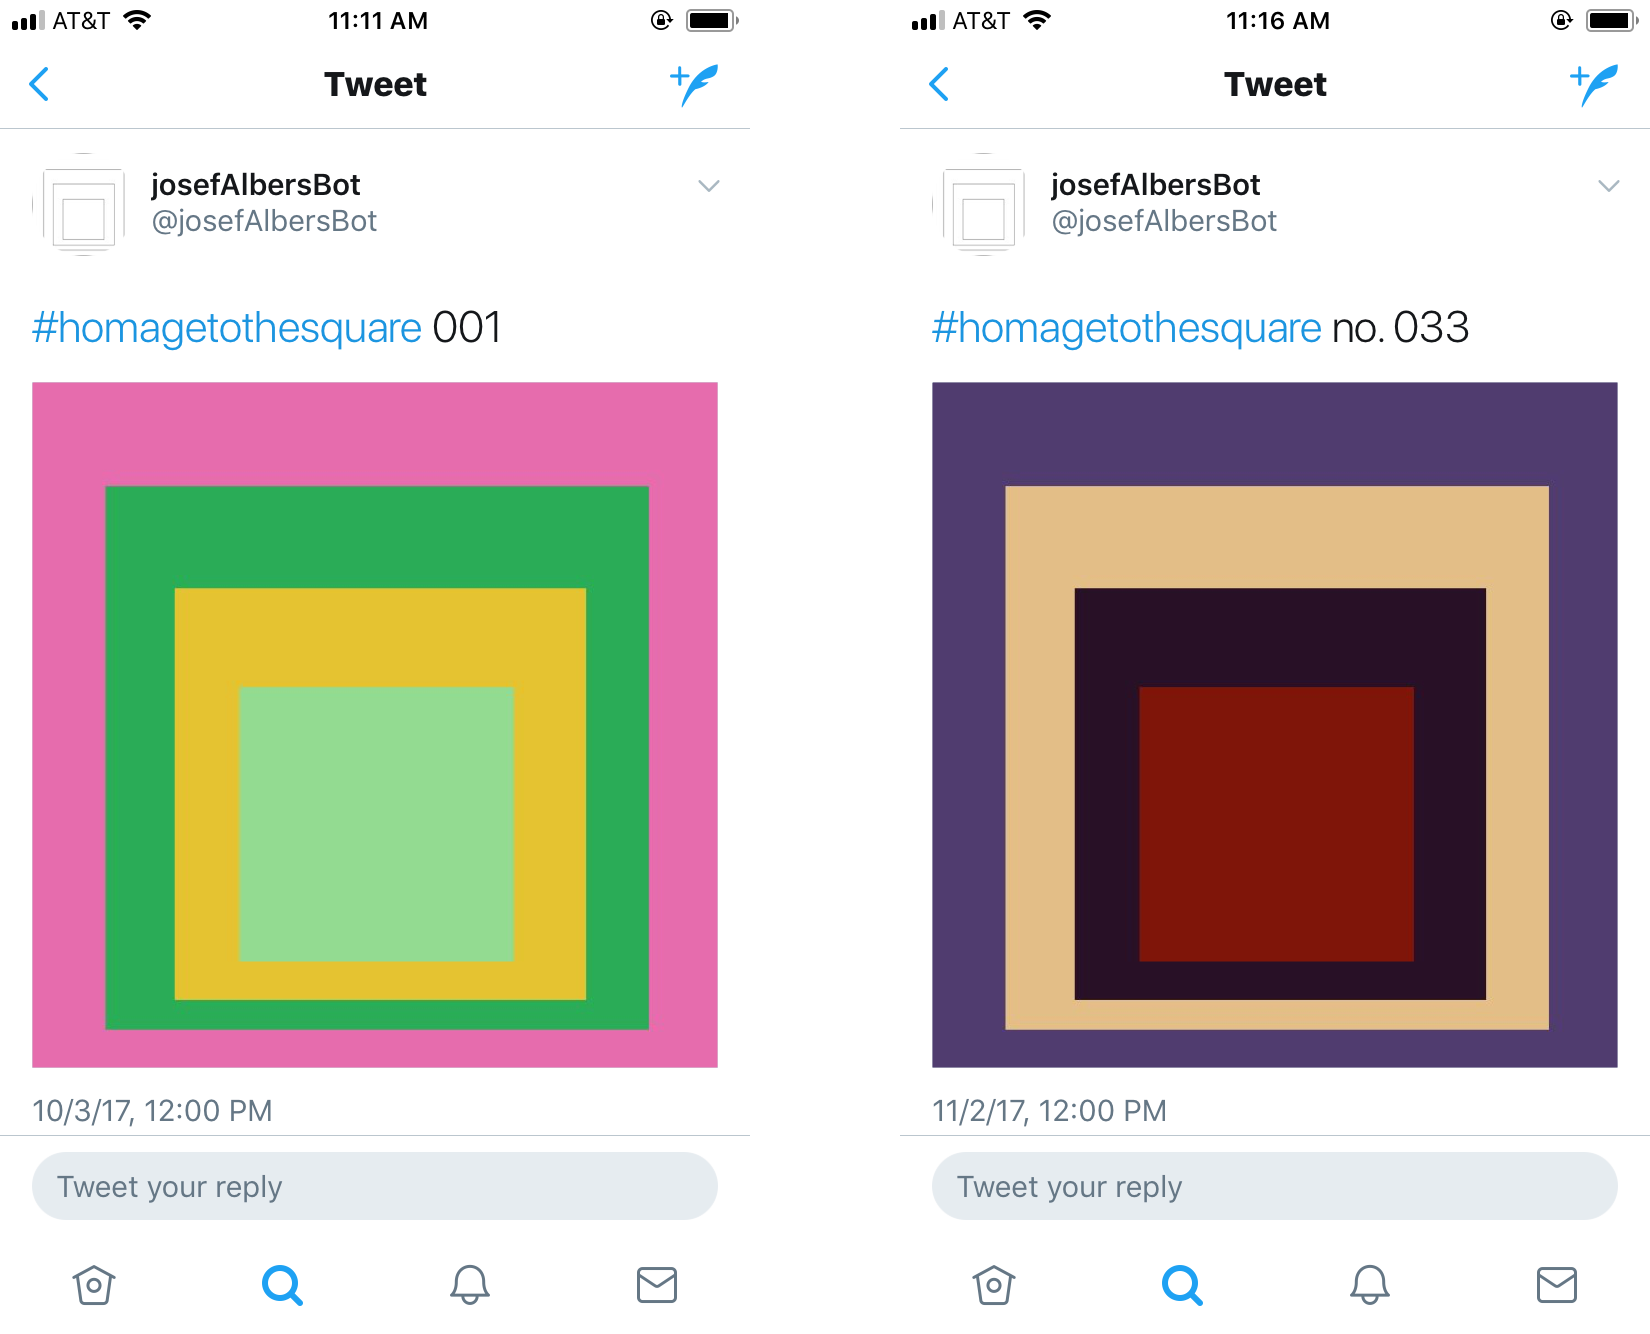 AT&T 11:11 AM
Tweet
josefAlbersBot
@josefAlbersBot
#homagetothesquare 001
10/3/17, 12:00 PM
Tweet your reply
AT&T 11:16 AM
Tweet
josefAlbersBot
@josefAlbersBot
#homagetothesquare no. 033
11/2/17, 12:00 PM
Tweet your reply